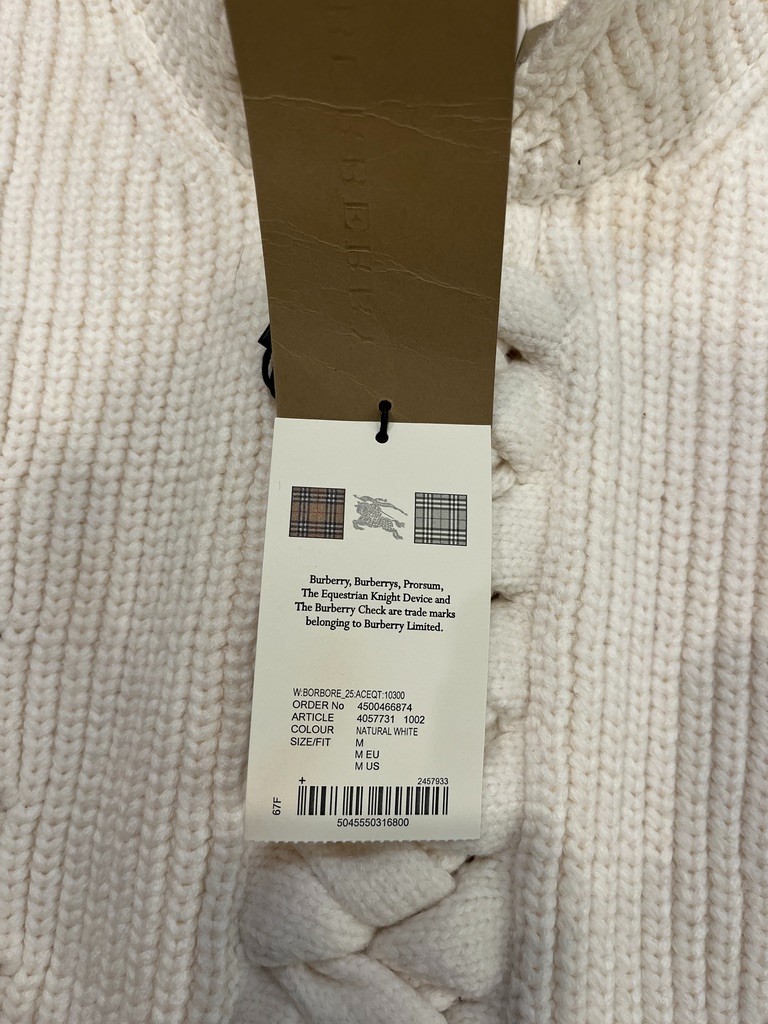 BURBERRY
Burberry, Burberrys, Prorsum,
The Equestrian Knight Device and
The Burberry Check are trade marks
belonging to Burberry Limited.
W:BORBORE_25:ACEQT:10300
ORDER No 4500466874
ARTICLE 4057731 1002
COLOUR NATURAL WHITE
SIZE/FIT M
M EU
M US
+ 2457933
67F
5045550316800